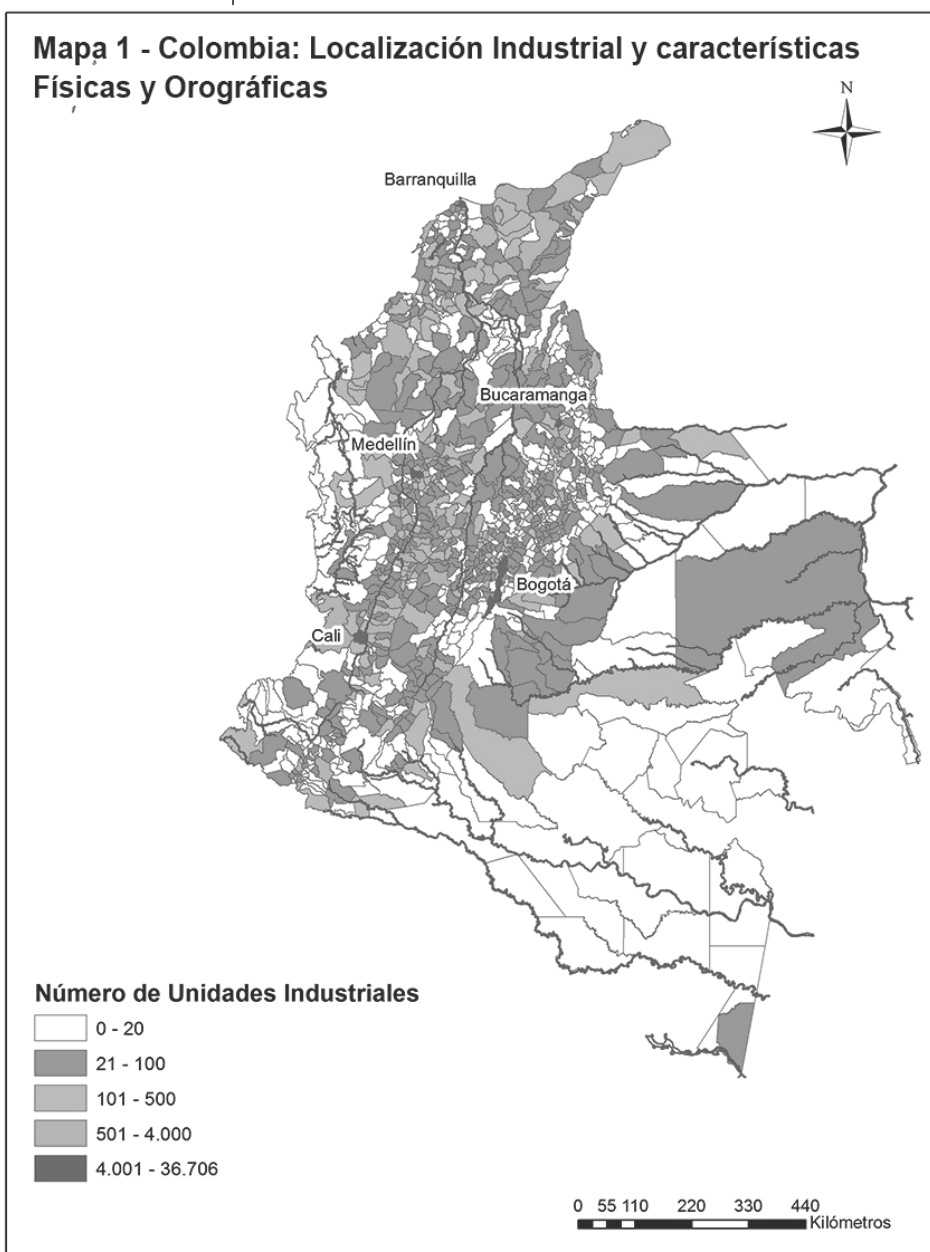 Mapa 1 - Colombia: Localización Industrial y característícas
Físicas y Orográficas
N
Barranquilla
Bucaramanga
Medellín
Bogotá
Cali
Número de Unidades Industriales
0 - 20
21 - 100
101 - 500
501 - 4.000
4.001 - 36.706
0 55 110 220 330 440
Kilómetros